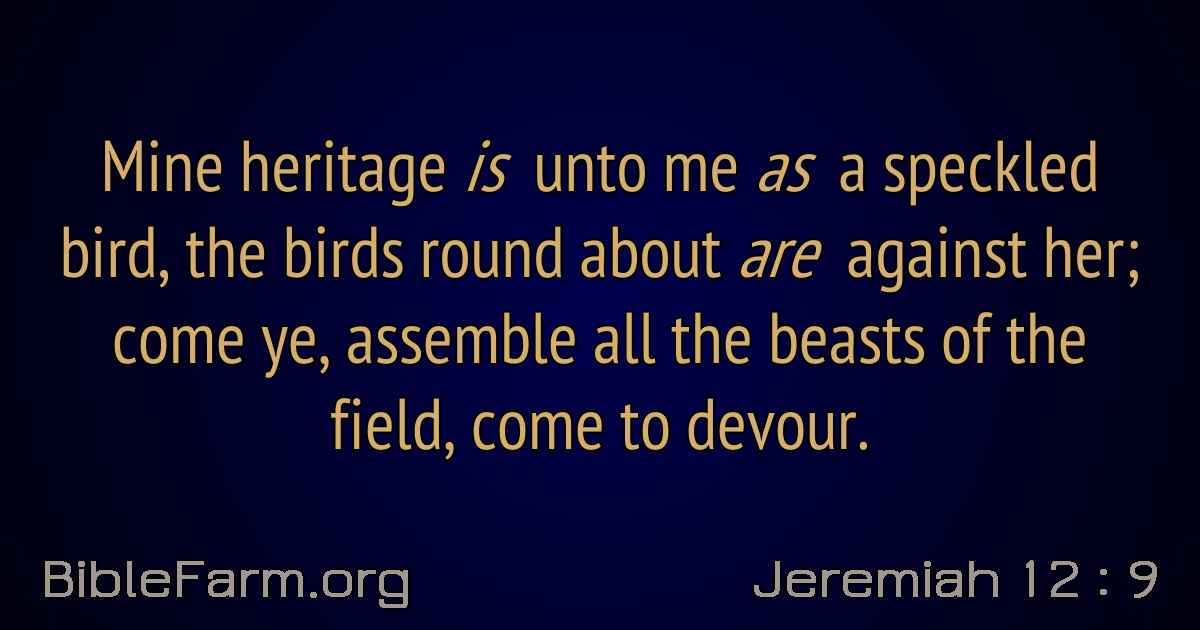 Mine heritage is unto me as a speckled
bird, the birds round about are against her;
come ye, assemble all the beasts of the
field, come to devour.
BibleFarm.org
Jeremiah 12 : 9